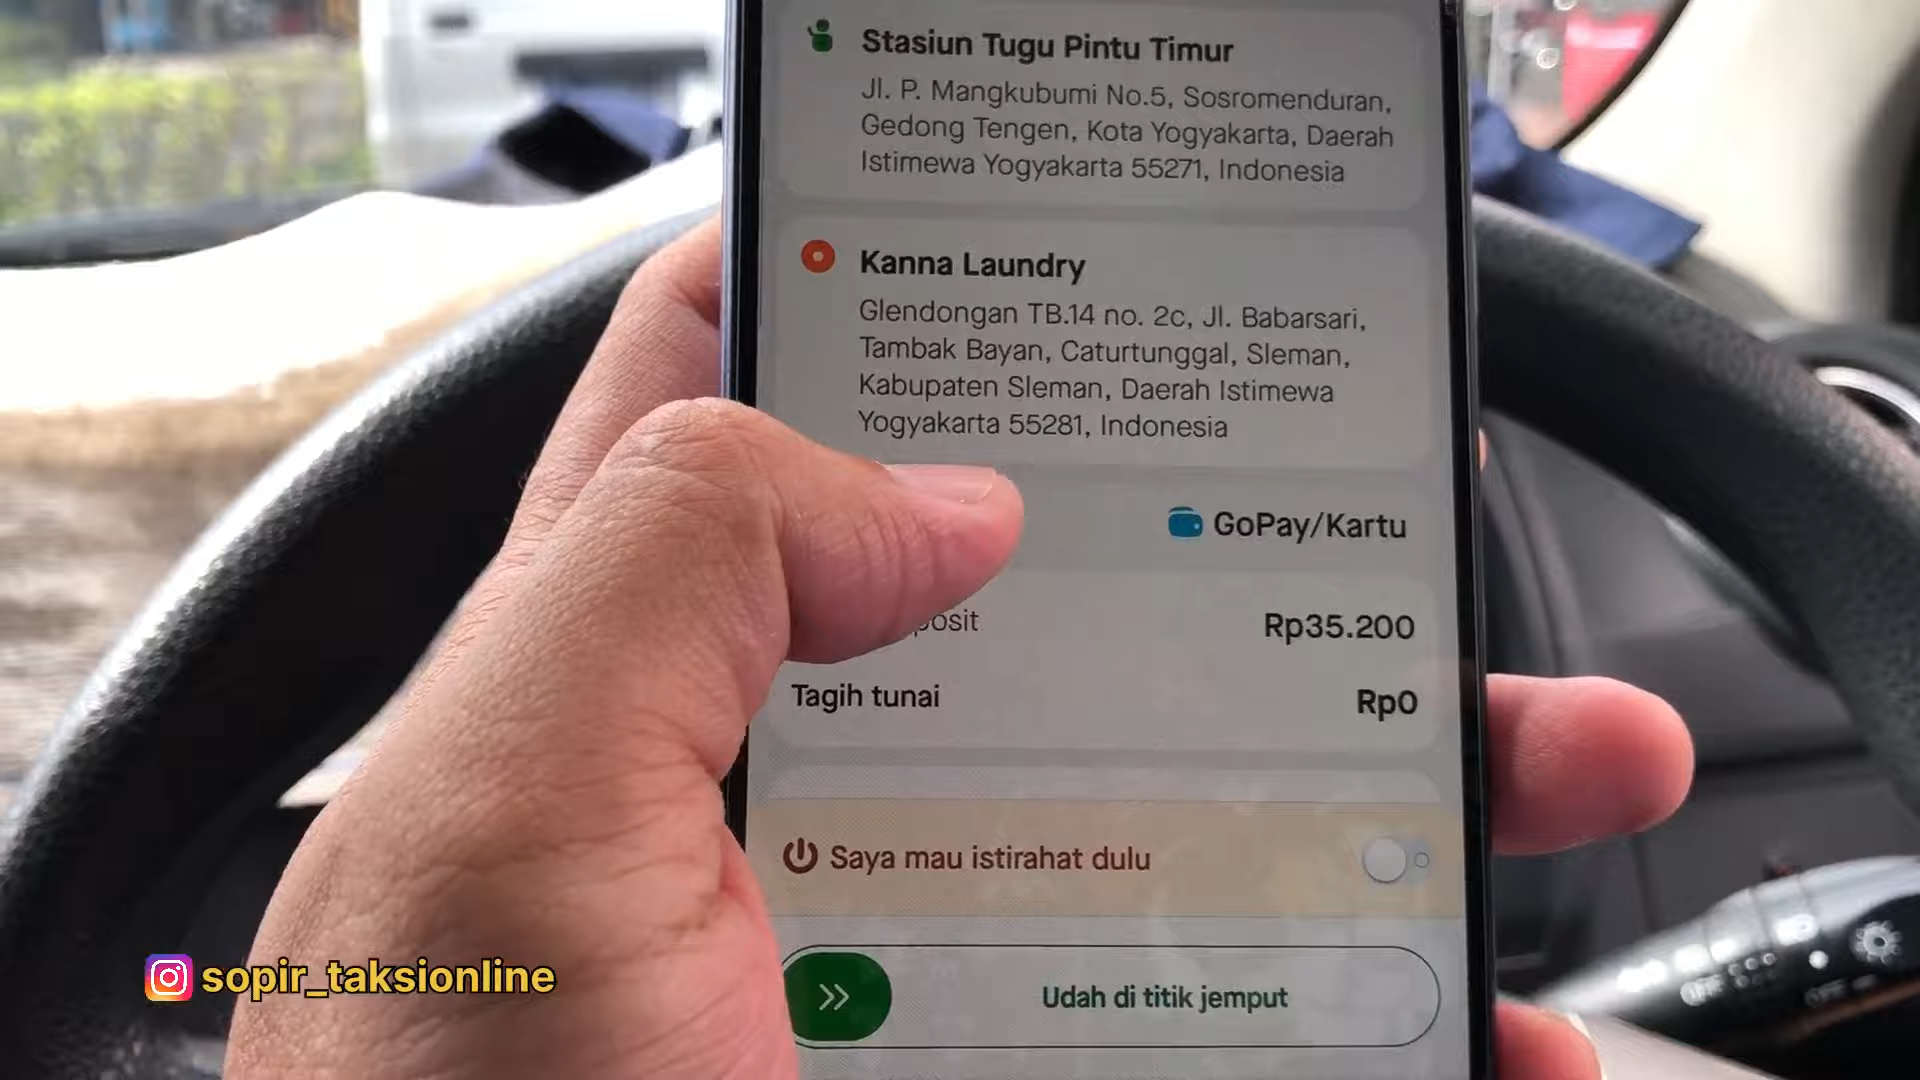 Stasiun Tugu Pintu Timur
Jl. P. Mangkubumi No.5, Sosromenduran,
Gedong Tengen, Kota Yogyakarta, Daerah
Istimewa Yogyakarta 55271, Indonesia
Kanna Laundry
Glendongan TB.14 no. 2c, Jl. Babarsari,
Tambak Bayan, Caturtunggal, Sleman,
Kabupaten Sleman, Daerah Istimewa
Yogyakarta 55281, Indonesia
GoPay/Kartu
Rp35.200
Tagih tunai Rp0
Saya mau istirahat dulu
Udah di titik jemput
sopir_taksionline